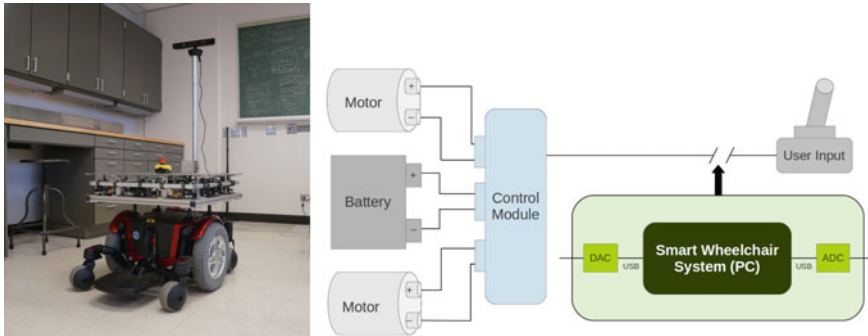 Motor
+
−
Battery
+
−
Motor
+
−
Control
Module
User Input
DAC
USB
Smart Wheelchair
System (PC)
USB
ADC